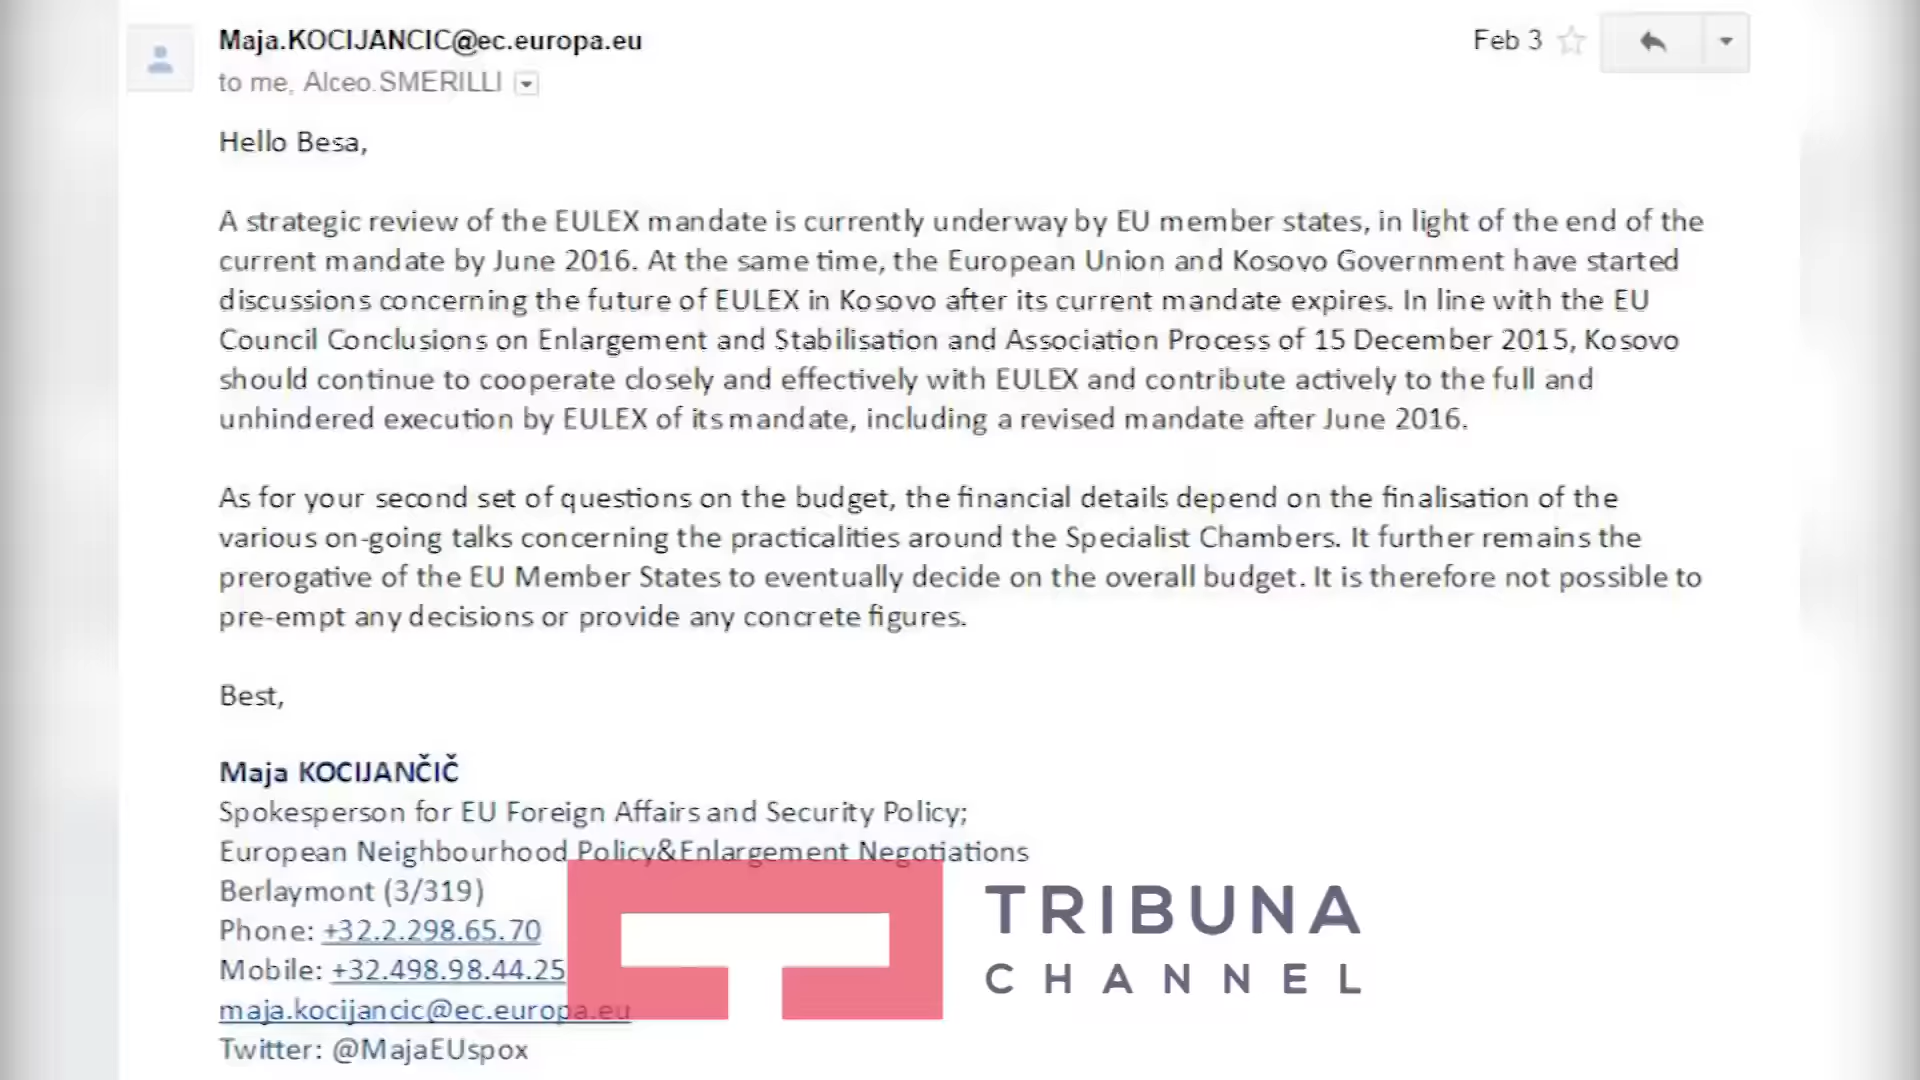 Maja.KOCIJANCIC@ec.europa.eu
Feb 3
to me, Alceo.SMERILLI
Hello Besa,
A strategic review of the EULEX mandate is currently underway by EU member states, in light of the end of the
current mandate by June 2016. At the same time, the European Union and Kosovo Government have started
discussions concerning the future of EULEX in Kosovo after its current mandate expires. In line with the EU
Council Conclusions on Enlargement and Stabilisation and Association Process of 15 December 2015, Kosovo
should continue to cooperate closely and effectively with EULEX and contribute actively to the full and
unhindered execution by EULEX of its mandate, including a revised mandate after June 2016.
As for your second set of questions on the budget, the financial details depend on the finalisation of the
various on-going talks concerning the practicalities around the Specialist Chambers. It further remains the
prerogative of the EU Member States to eventually decide on the overall budget. It is therefore not possible to
pre-empt any decisions or provide any concrete figures.
Best,
Maja KOCIJANČIČ
Spokesperson for EU Foreign Affairs and Security Policy;
European Neighbourhood Policy&Enlargement Negotiations
Berlaymont (3/319)
Phone: +32.2.298.65.70
Mobile: +32.498.98.44.25
maja.kocijancic@ec.europa.eu
Twitter: @MajaEUspox
TRIBUNA
CHANNEL